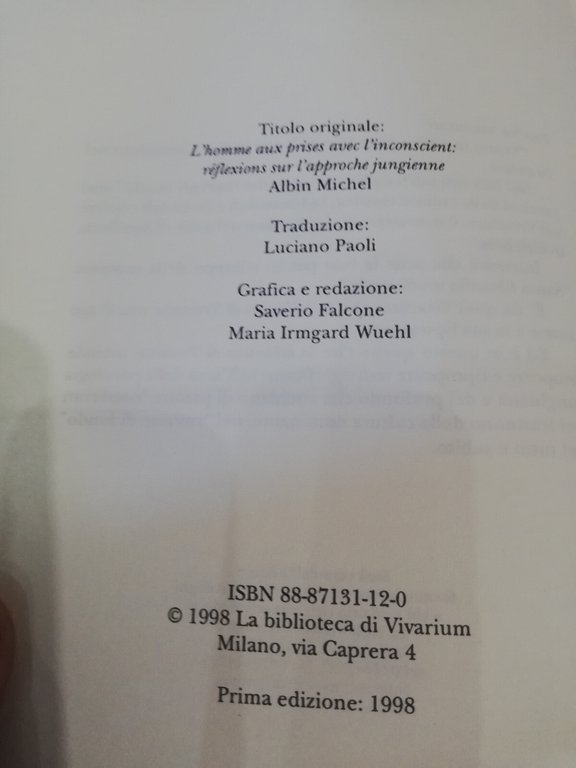 Titolo originale:
L'homme aux prises avec l'inconscient:
réflexions sur l'approche jungienne
Albin Michel
Traduzione:
Luciano Paoli
Grafica e redazione:
Saverio Falcone
Maria Irmgard Wuehl
ISBN 88-87131-12-0
© 1998 La biblioteca di Vivarium
Milano, via Caprera 4
Prima edizione: 1998